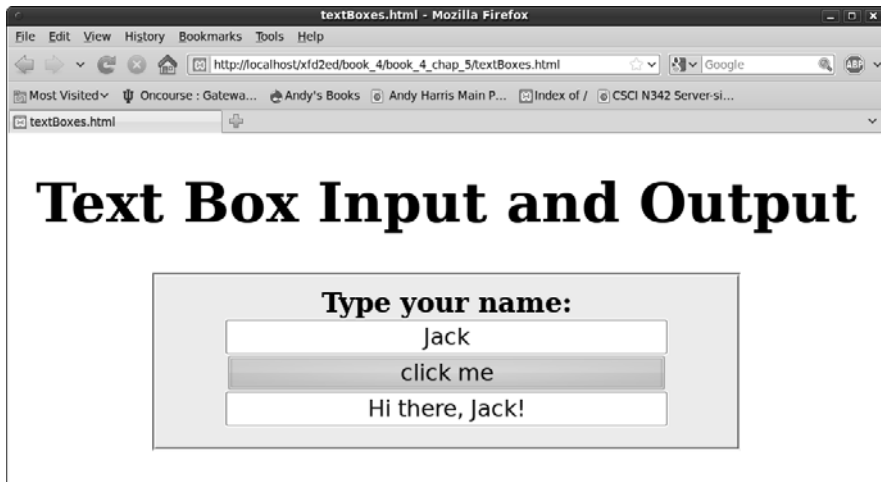 textBoxes.html - Mozilla Firefox
File Edit View History Bookmarks Tools Help
http://localhost/xfd2ed/book_4/book_4_chap_5/textBoxes.html Google ABP
Most Visited Oncourse : Gatewa... Andy's Books Andy Harris Main P... Index of / CSCI N342 Server-si...
textBoxes.html
Text Box Input and Output
Type your name:
Jack
click me
Hi there, Jack!